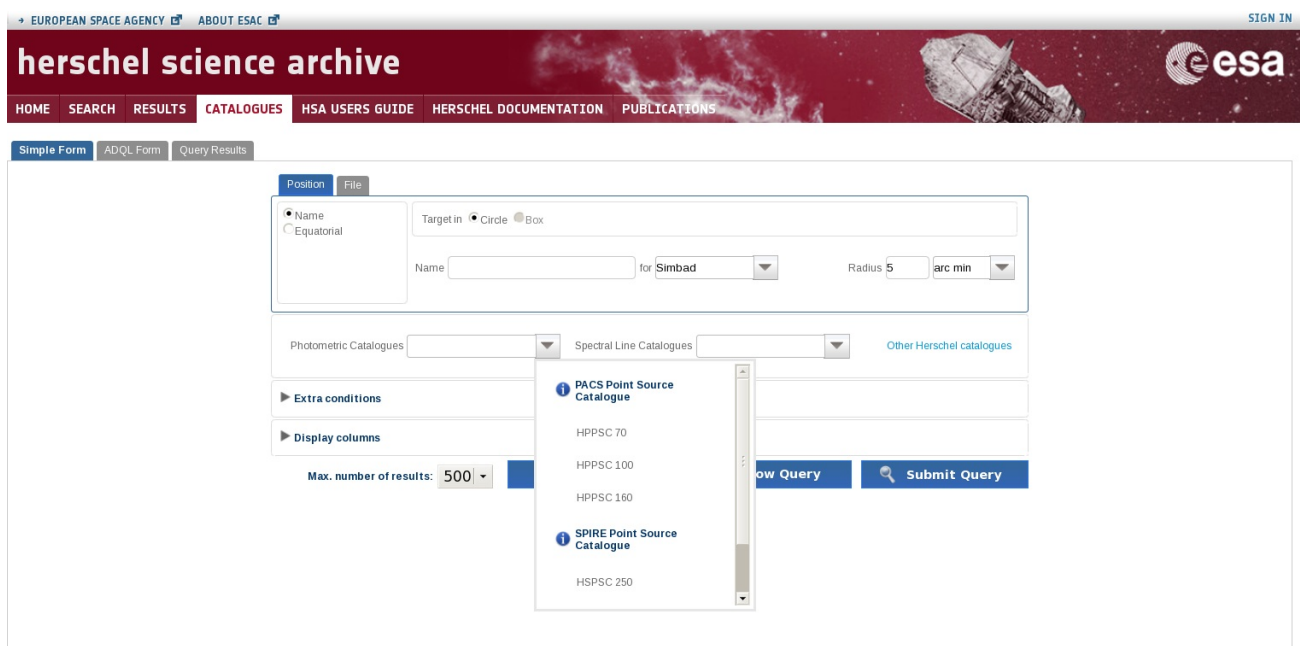 EUROPEAN SPACE AGENCY ABOUT ESAC SIGN IN
herschel science archive esa
HOME SEARCH RESULTS CATALOGUES HSA USERS GUIDE HERSCHEL DOCUMENTATION PUBLICATIONS
Simple Form ADQL Form Query Results
Position File
Name
Equatorial
Target in Circle Box
Name for Simbad Radius 5 arc min
Photometric Catalogues Spectral Line Catalogues Other Herschel catalogues
PACS Point Source
Catalogue
HPPSC 70
HPPSC 100
HPPSC 160
SPIRE Point Source
Catalogue
HSPSC 250
Extra conditions
Display columns
Max. number of results: 500 Query Submit Query